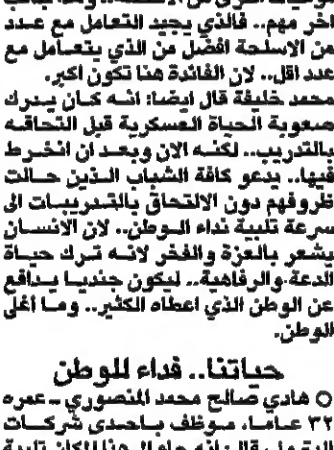 آخر مهم.. فالذي يجيد التعامل مع عدد
من الاسلحة افضل من الذي يتعامل مع
عدد اقل.. لان الفائدة هنا تكون اكبر.
محمد خليفة قال ايضا: انه كان يدرك
صعوبة الحياة العسكرية قبل التحاقه
بالتدريب.. لكنه الان وبعد ان انخرط
فيها.. يدعو كافة الشباب الذين حالت
ظروفهم دون الالتحاق بالتدريبات الى
سرعة تلبية نداء الوطن.. لان الانسان
يشعر بالعزة والفخر لانه ترك حياة
الدعة والرفاهية.. ليكون جنديا يدافع
عن الوطن الذي اعطاه الكثير.. وما أغلى
الوطن.
حياتنا.. فداء للوطن
○ هادي صالح محمد المنصوري ـ عمره
٣٢ عاما، موظف باحدى شركات